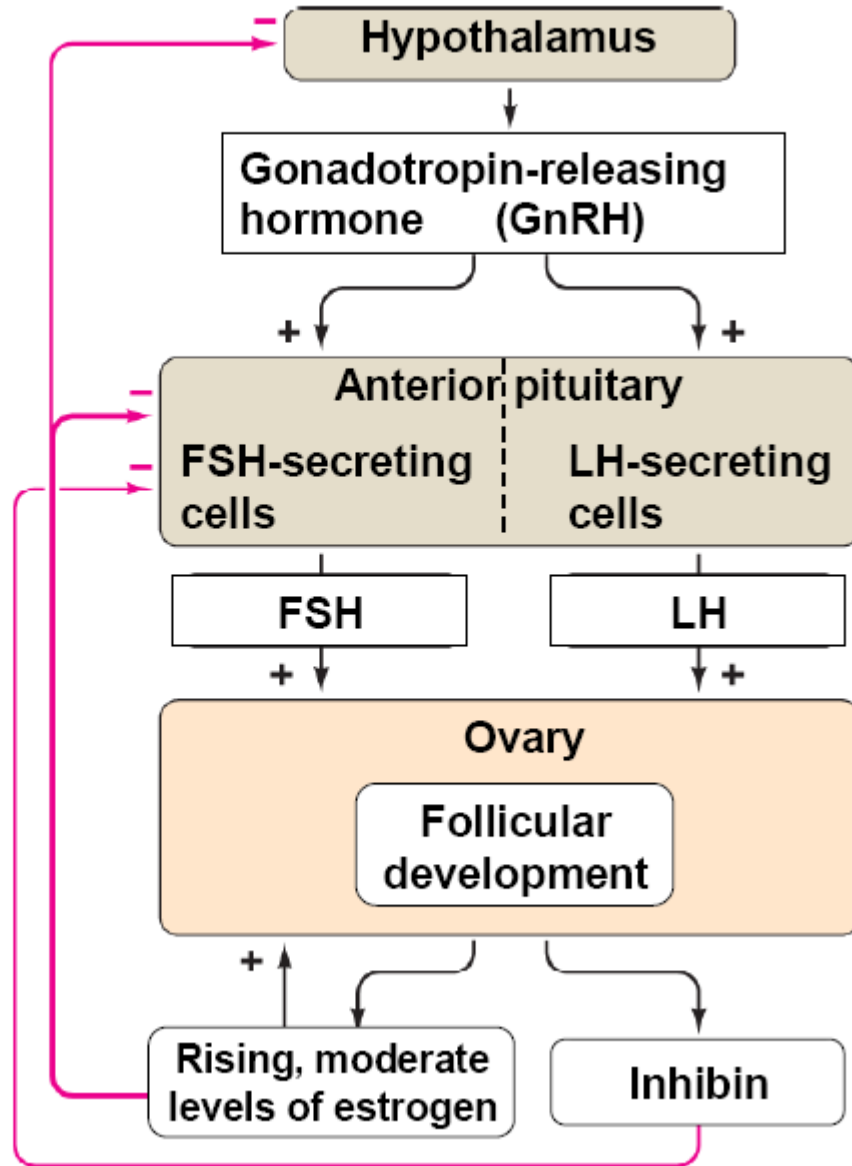 -
Hypothalamus
Gonadotropin-releasing
hormone (GnRH)
+ +
Anterior pituitary
-
FSH-secreting LH-secreting
cells cells
-
FSH LH
+ +
Ovary
Follicular
development
+
Rising, moderate
levels of estrogen
Inhibin